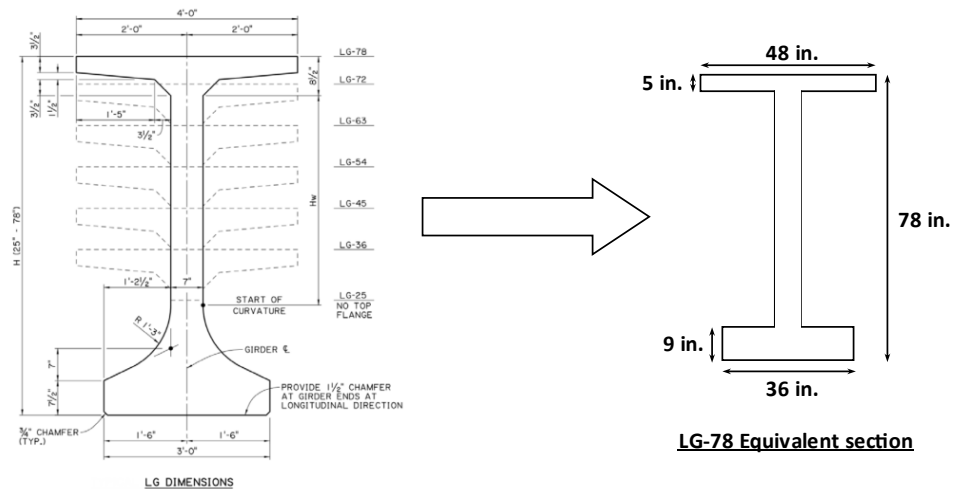 4'-0"
2'-0" 2'-0"
3½"
3½"
1½"
8½"
1'-5"
3½"
LG-78
LG-72
LG-63
LG-54
LG-45
LG-36
LG-25
NO TOP
FLANGE
H (25" - 78")
Hw
1'-2½" 7"
START OF
CURVATURE
R 1'-3"
GIRDER ℄
7"
7½"
PROVIDE 1½" CHAMFER
AT GIRDER ENDS AT
LONGITUDINAL DIRECTION
¾" CHAMFER
(TYP.)
1'-6" 1'-6"
3'-0"
LG DIMENSIONS
48 in.
5 in.
78 in.
9 in.
36 in.
LG-78 Equivalent section